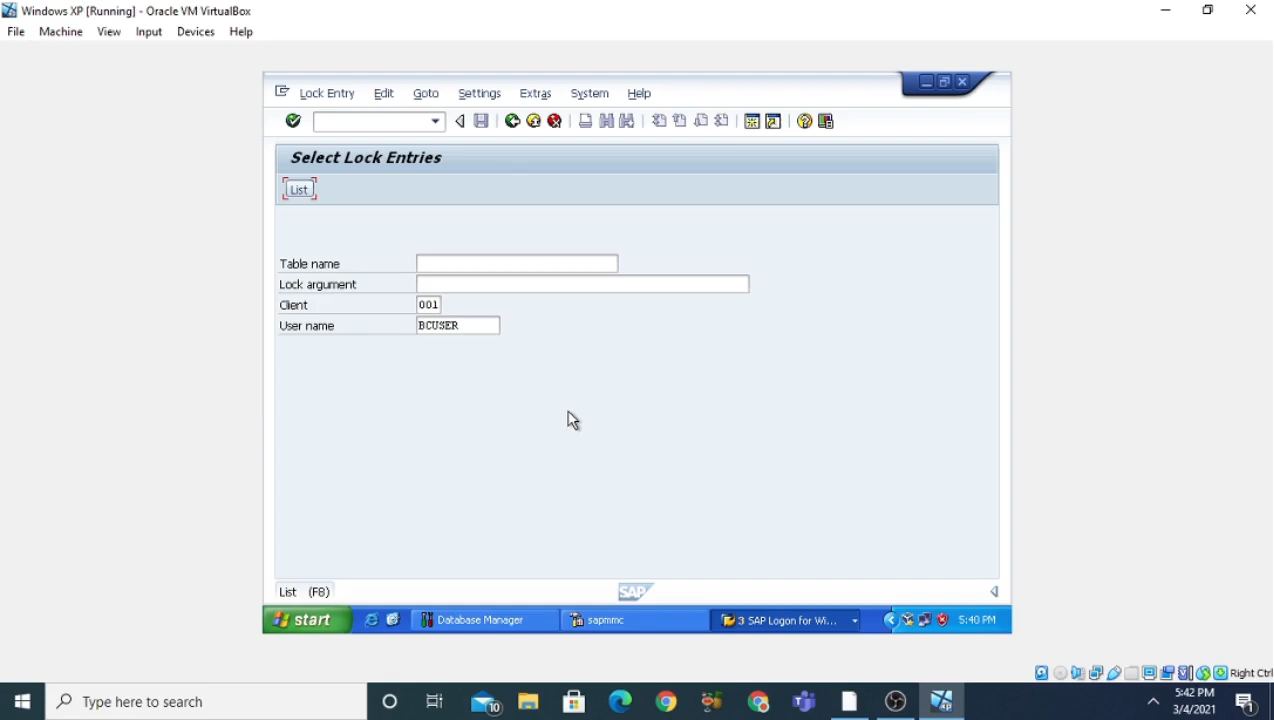 Windows XP [Running] - Oracle VM VirtualBox
File Machine View Input Devices Help
Lock Entry Edit Goto Settings Extras System Help
Select Lock Entries
List
Table name
Lock argument
Client 001
User name BCUSER
List (F8)
SAP
start Database Manager sapmmc 3 SAP Logon for Wi... 5:40 PM
Right Ctrl
Type here to search
10
5:42 PM
3/4/2021
1